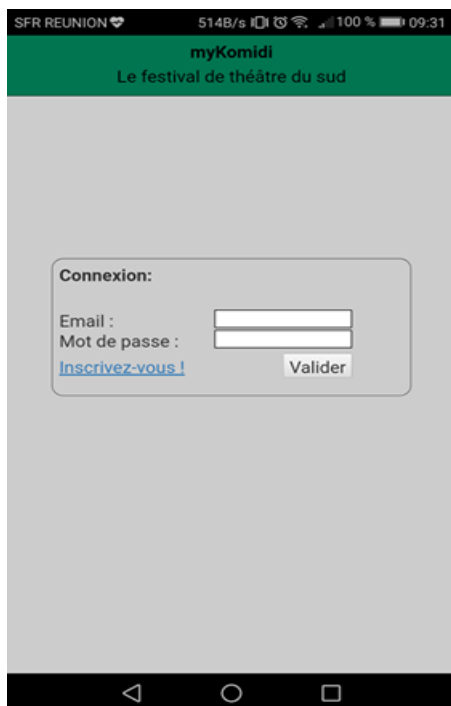 SFR REUNION 514B/s 100 % 09:31
myKomidi
Le festival de théâtre du sud
Connexion:
Email :
Mot de passe :
Inscrivez-vous ! Valider